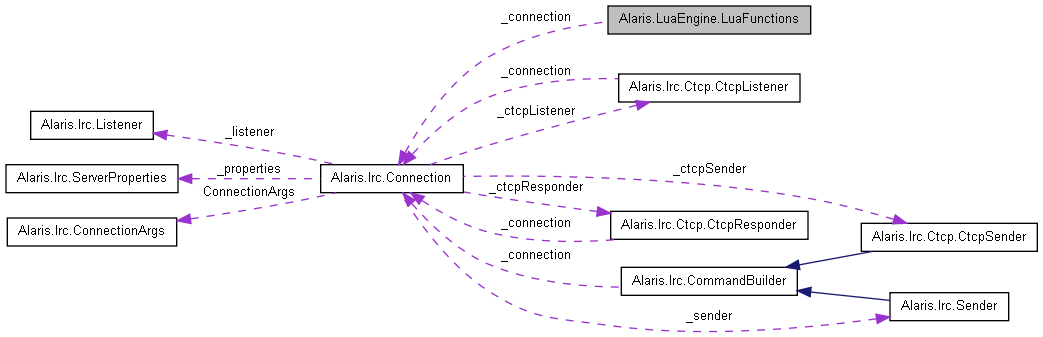 _connection
Alaris.LuaEngine.LuaFunctions
_connection
Alaris.Irc.Ctcp.CtcpListener
_ctcpListener
Alaris.Irc.Listener
_listener
_properties
_ctcpSender
Alaris.Irc.ServerProperties
Alaris.Irc.Connection
ConnectionArgs
_ctcpResponder
Alaris.Irc.ConnectionArgs
_connection
Alaris.Irc.Ctcp.CtcpResponder
Alaris.Irc.Ctcp.CtcpSender
_connection
Alaris.Irc.CommandBuilder
_sender
Alaris.Irc.Sender